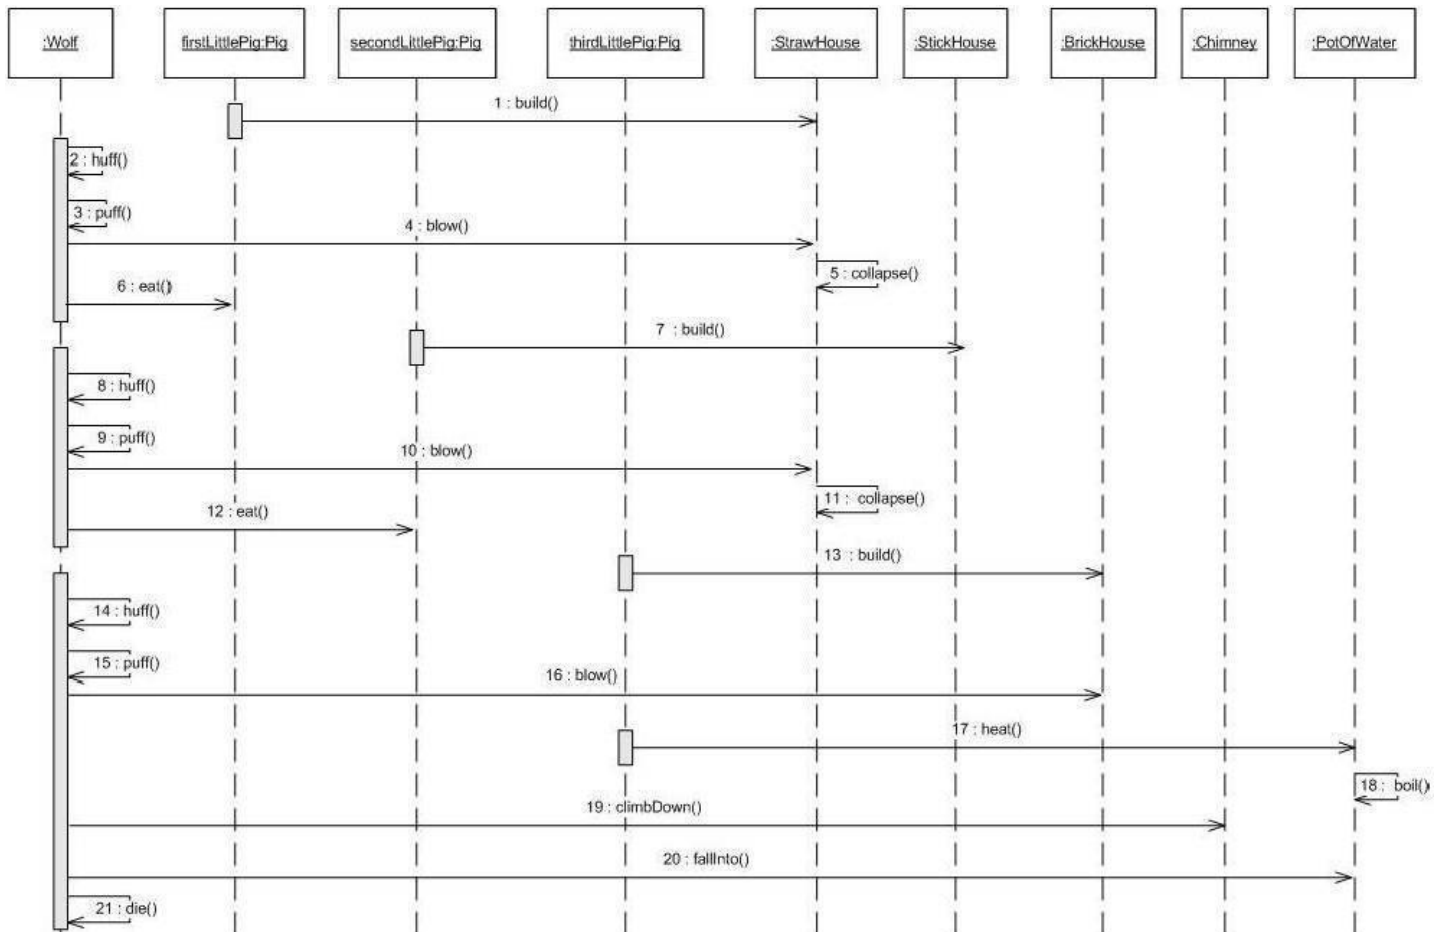 :Wolf
firstLittlePig:Pig
secondLittlePig:Pig
thirdLittlePig:Pig
:StrawHouse
:StickHouse
:BrickHouse
:Chimney
:PotOfWater
1 : build()
2 : huff()
3 : puff()
4 : blow()
5 : collapse()
6 : eat()
7 : build()
8 : huff()
9 : puff()
10 : blow()
11 : collapse()
12 : eat()
13 : build()
14 : huff()
15 : puff()
16 : blow()
17 : heat()
18 : boil()
19 : climbDown()
20 : fallInto()
21 : die()